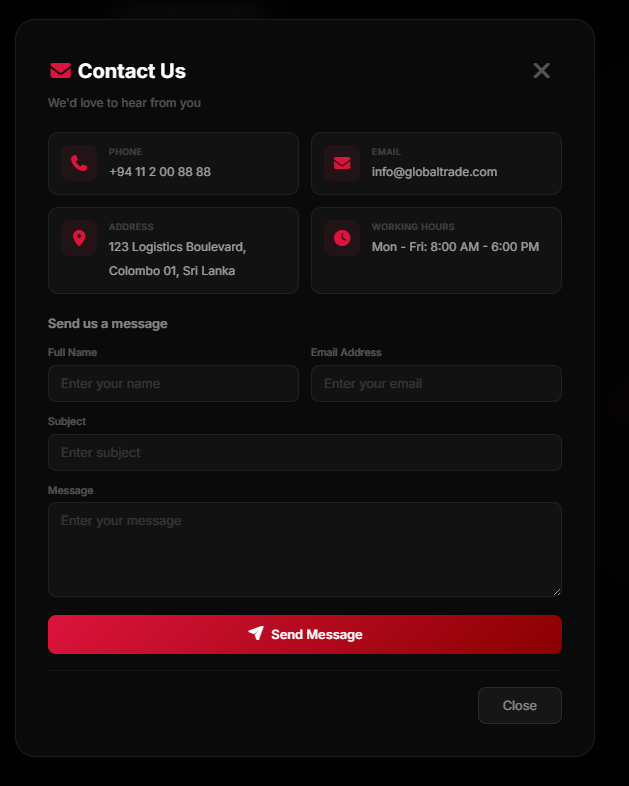 Contact Us
We'd love to hear from you
PHONE
+94 11 2 00 88 88
EMAIL
info@globaltrade.com
ADDRESS
123 Logistics Boulevard,
Colombo 01, Sri Lanka
WORKING HOURS
Mon - Fri: 8:00 AM - 6:00 PM
Send us a message
Full Name
Enter your name
Email Address
Enter your email
Subject
Enter subject
Message
Enter your message
Send Message
Close